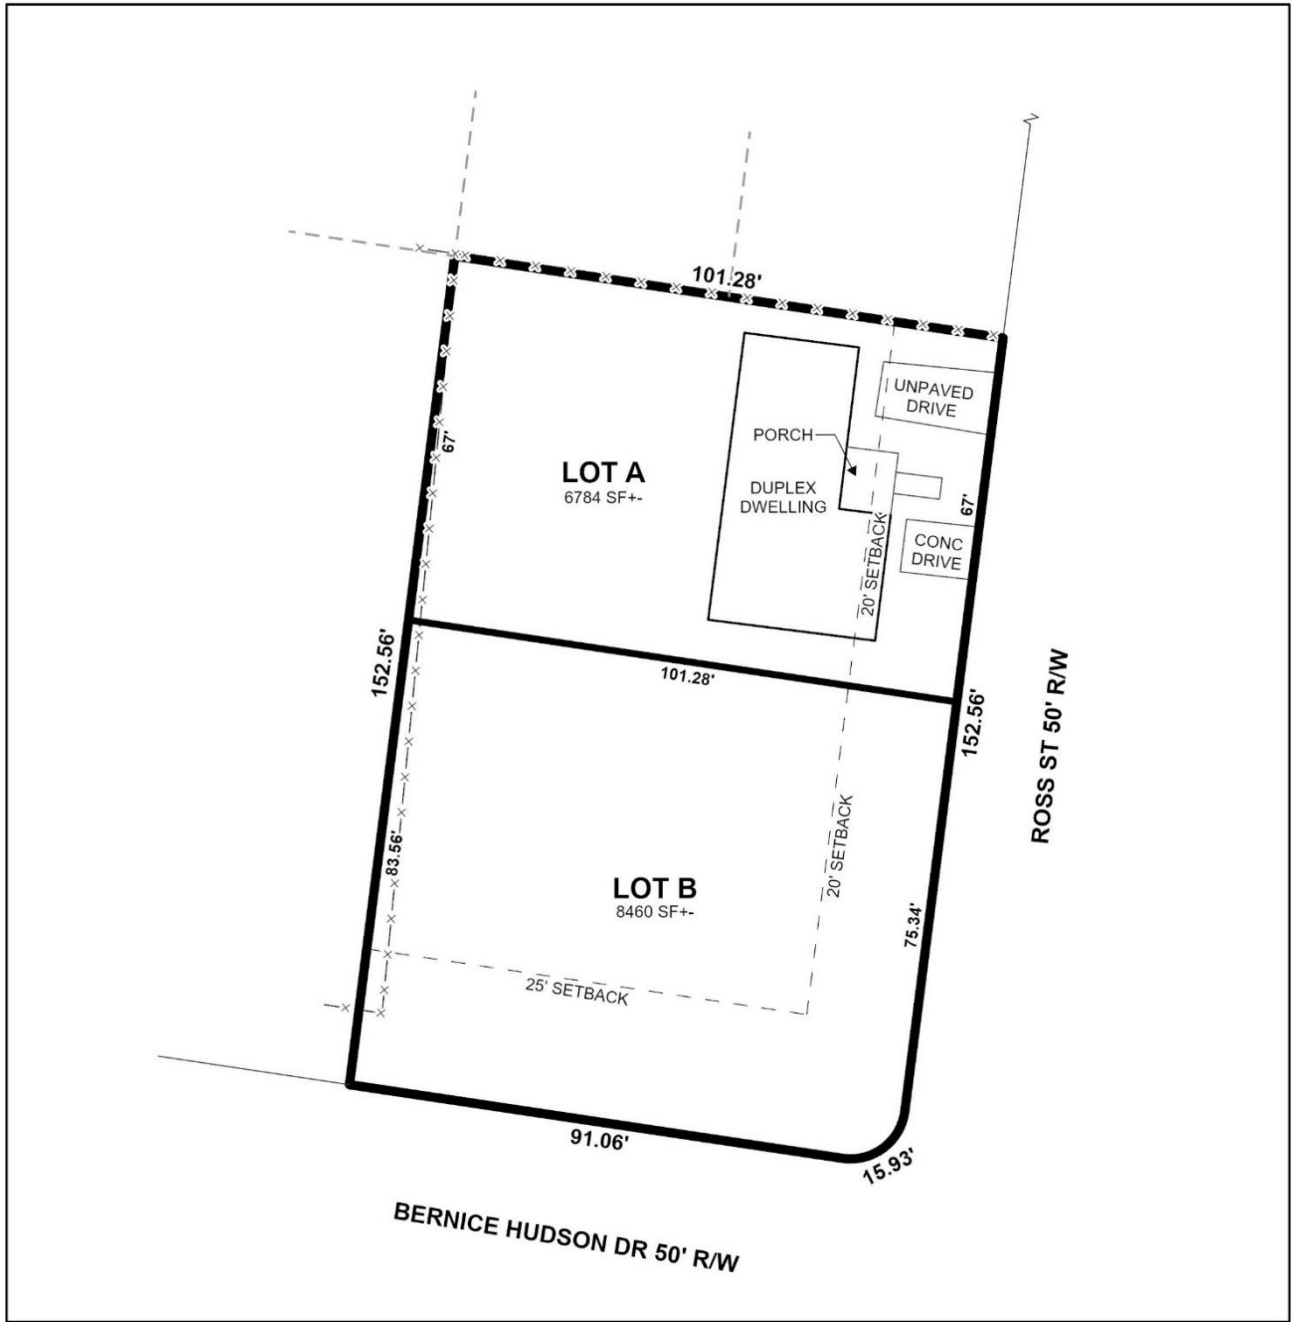 101.28'
UNPAVED
DRIVE
PORCH
67'
LOT A
6784 SF+-
DUPLEX
DWELLING
67'
CONC
DRIVE
20' SETBACK
152.56'
101.28'
152.56'
ROSS ST 50' R/W
83.56'
20' SETBACK
LOT B
8460 SF+-
75.34'
25' SETBACK
91.06'
15.93'
BERNICE HUDSON DR 50' R/W